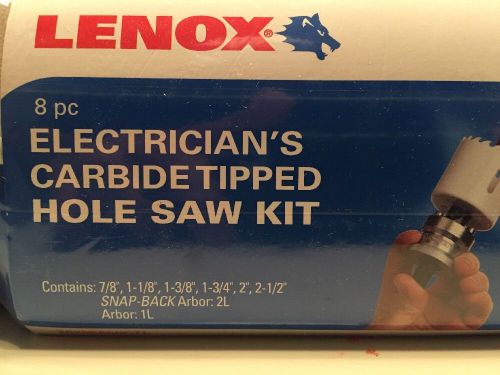 LENOX®
8 pc
ELECTRICIAN'S
CARBIDE TIPPED
HOLE SAW KIT
Contains: 7/8", 1-1/8", 1-3/8", 1-3/4", 2", 2-1/2"
SNAP-BACK Arbor: 2L
Arbor: 1L